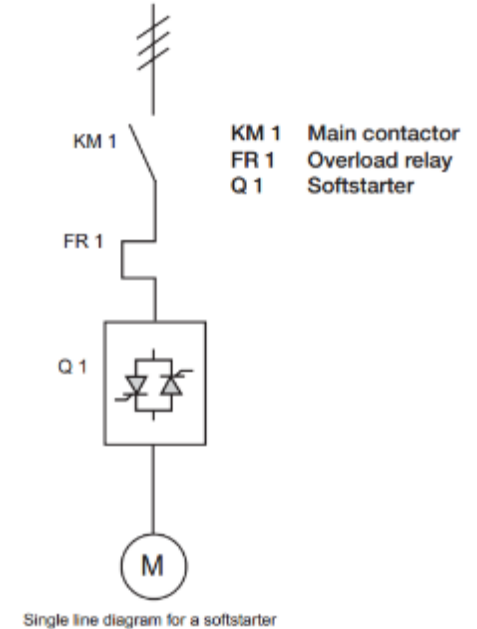 KM 1
KM 1 Main contactor
FR 1 Overload relay
Q 1 Softstarter
FR 1
Q 1
M
Single line diagram for a softstarter